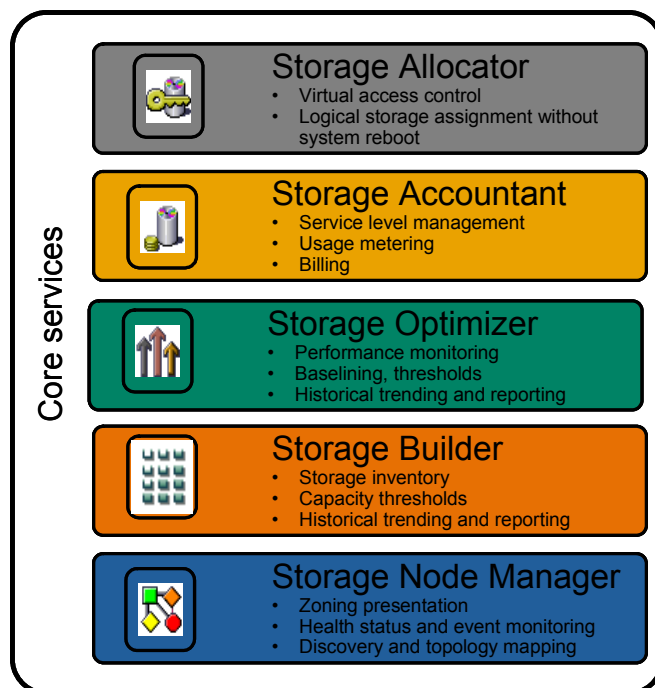 Core services
Storage Allocator
• Virtual access control
• Logical storage assignment without
system reboot
Storage Accountant
• Service level management
• Usage metering
• Billing
Storage Optimizer
• Performance monitoring
• Baselining, thresholds
• Historical trending and reporting
Storage Builder
• Storage inventory
• Capacity thresholds
• Historical trending and reporting
Storage Node Manager
• Zoning presentation
• Health status and event monitoring
• Discovery and topology mapping